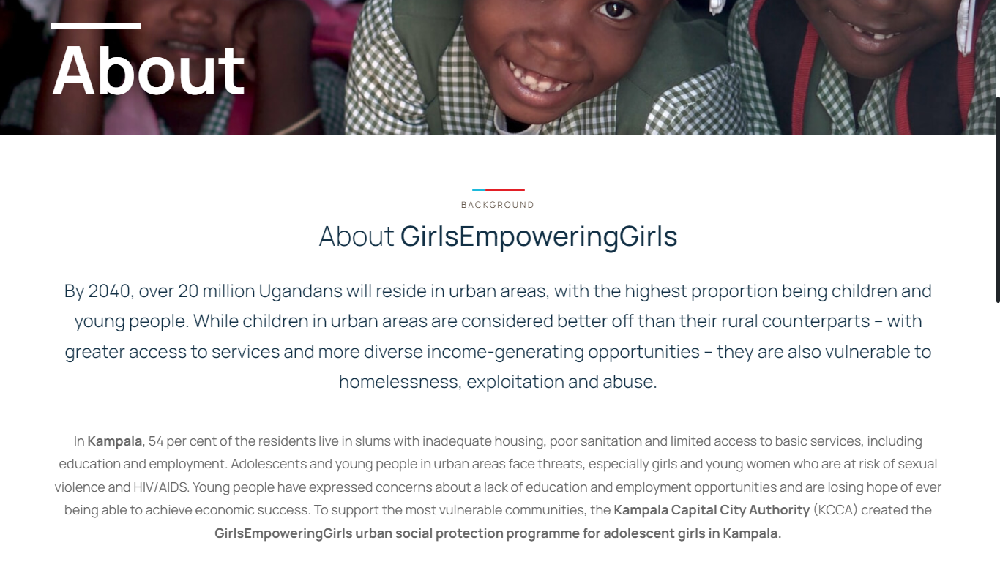 About
BACKGROUND
About GirlsEmpoweringGirls
By 2040, over 20 million Ugandans will reside in urban areas, with the highest proportion being children and
young people. While children in urban areas are considered better off than their rural counterparts – with
greater access to services and more diverse income-generating opportunities – they are also vulnerable to
homelessness, exploitation and abuse.
In Kampala, 54 per cent of the residents live in slums with inadequate housing, poor sanitation and limited access to basic services, including
education and employment. Adolescents and young people in urban areas face threats, especially girls and young women who are at risk of sexual
violence and HIV/AIDS. Young people have expressed concerns about a lack of education and employment opportunities and are losing hope of ever
being able to achieve economic success. To support the most vulnerable communities, the Kampala Capital City Authority (KCCA) created the
GirlsEmpoweringGirls urban social protection programme for adolescent girls in Kampala.